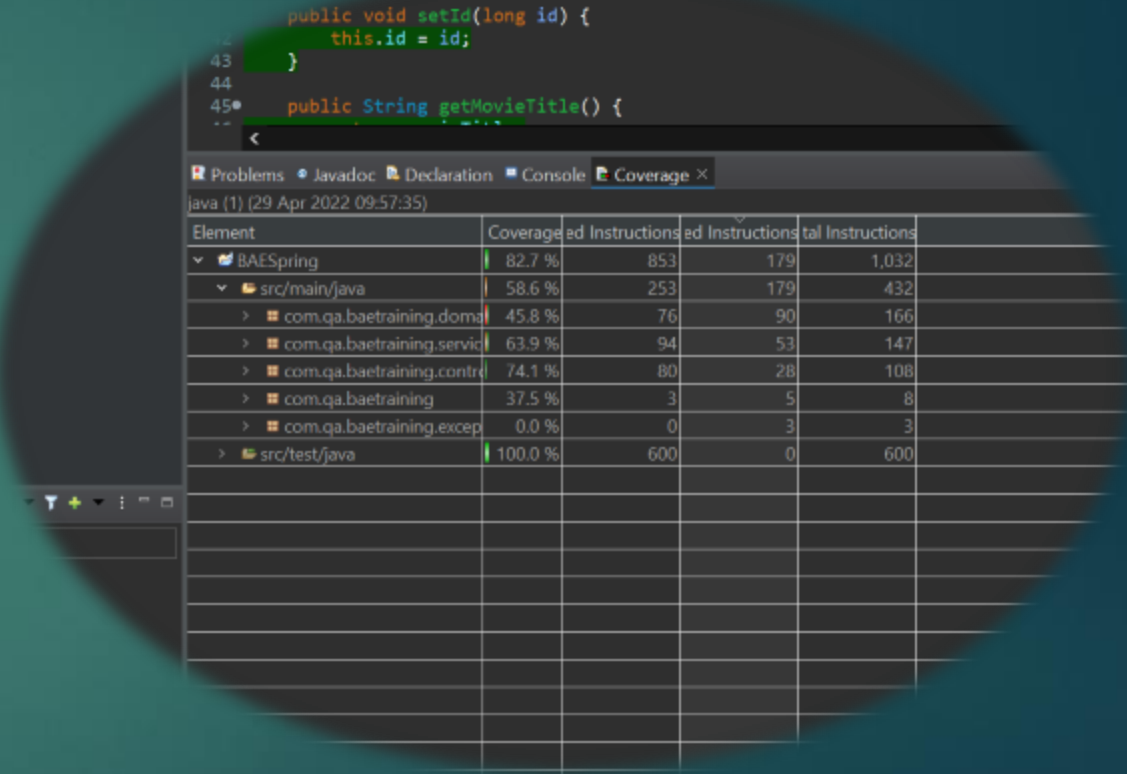 public void setId(long id) {
42 this.id = id;
43 }
44
45 public String getMovieTitle() {
<
Problems Javadoc Declaration Console Coverage ×
java (1) (29 Apr 2022 09:57:35)
Element Coverage ed Instructions ed Instructions tal Instructions
BAESpring 82.7 % 853 179 1,032
src/main/java 58.6 % 253 179 432
com.qa.baetraining.doma 45.8 % 76 90 166
com.qa.baetraining.servic 63.9 % 94 53 147
com.qa.baetraining.contro 74.1 % 80 28 108
com.qa.baetraining 37.5 % 3 5 8
com.qa.baetraining.excep 0.0 % 0 3 3
src/test/java 100.0 % 600 0 600